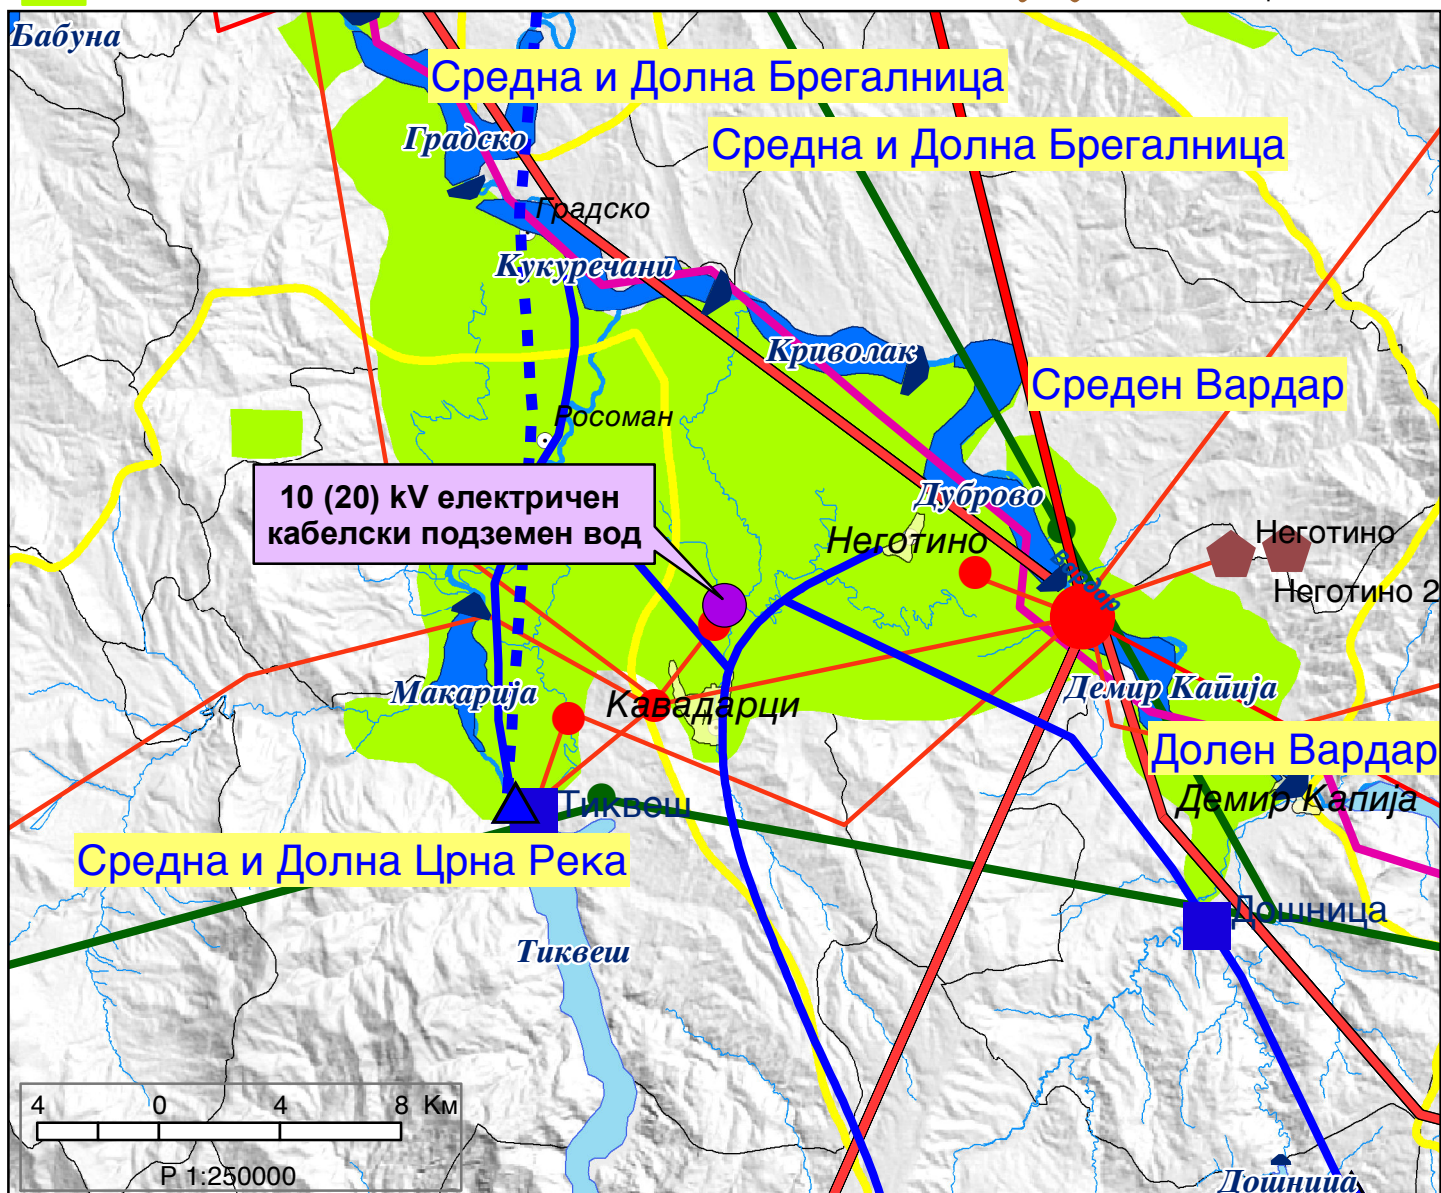 Бабуна
Средна и Долна Брегалница
Градско
Средна и Долна Брегалница
Градско
Кукуречани
Криволак
Среден Вардар
Росоман
10 (20) kV електричен
кабелски подземен вод
Дуброво
Неготино
Неготино
Вардар
Неготино 2
Макарија
Кавадарци
Демир Капија
Долен Вардар
Демир Капија
Тиквеш
Средна и Долна Црна Река
Дошница
Тиквеш
4 0 4 8 Км
Р 1:250000
Дошница